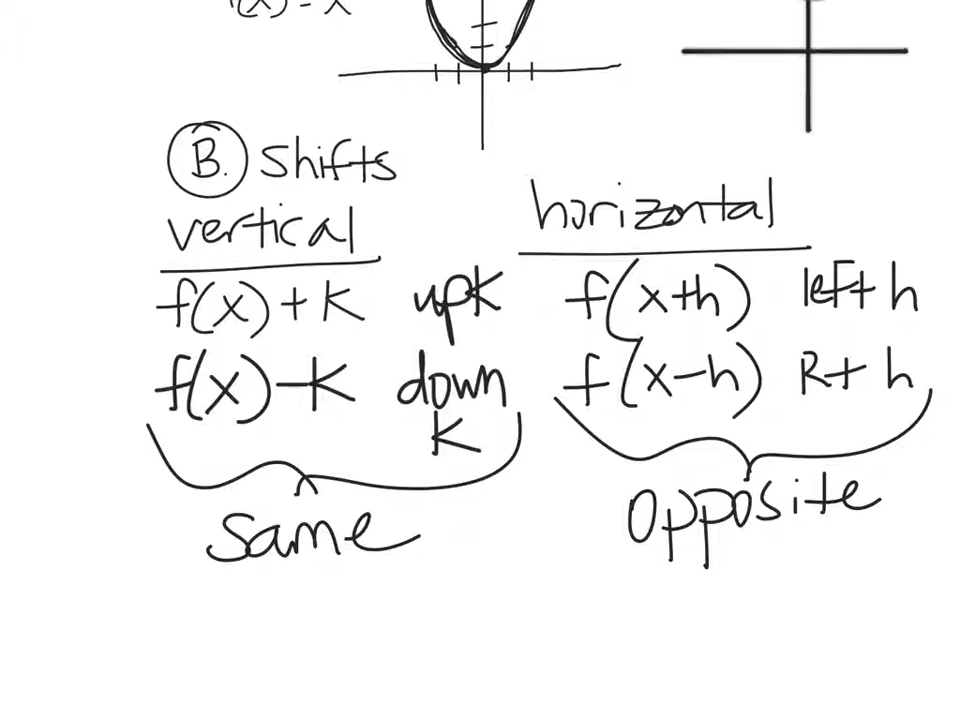 f(x) = x
B. Shifts
vertical
f(x) + K up K
f(x) - K down
K
same
horizontal
f(x+h) left h
f(x-h) Rt h
opposite